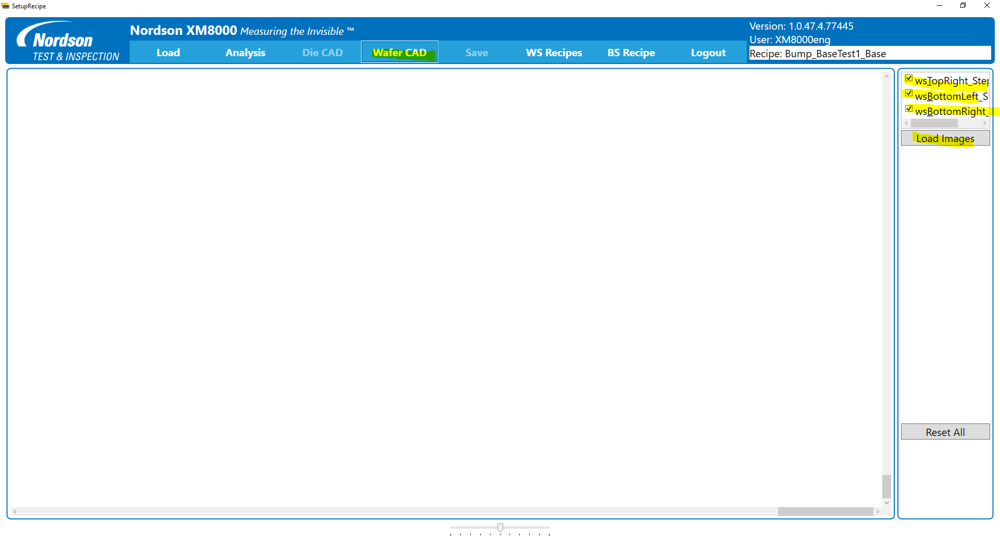 SetupRecipe
Nordson
TEST & INSPECTION
Nordson XM8000 Measuring the Invisible ™
Load Analysis Die CAD Wafer CAD Save WS Recipes BS Recipe Logout
Version: 1.0.47.4.77445
User: XM8000eng
Recipe: Bump_BaseTest1_Base
wsTopRight_Step
wsBottomLeft_S
wsBottomRight_
Load Images
Reset All